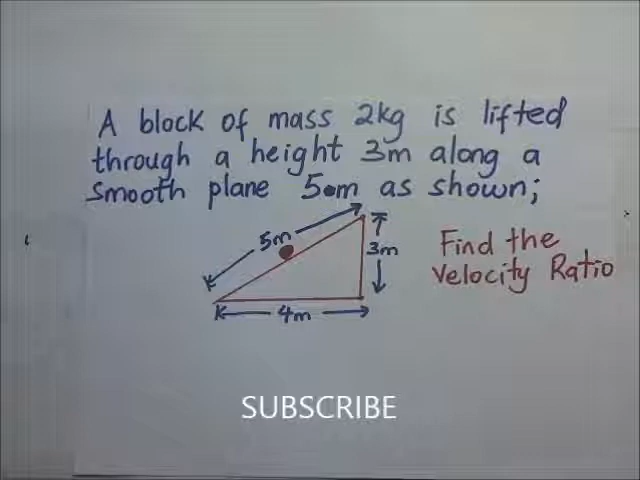 A block of mass 2kg is lifted
through a height 3m along a
smooth plane 5•m as shown;
5m
3m
4m
Find the
Velocity Ratio
SUBSCRIBE